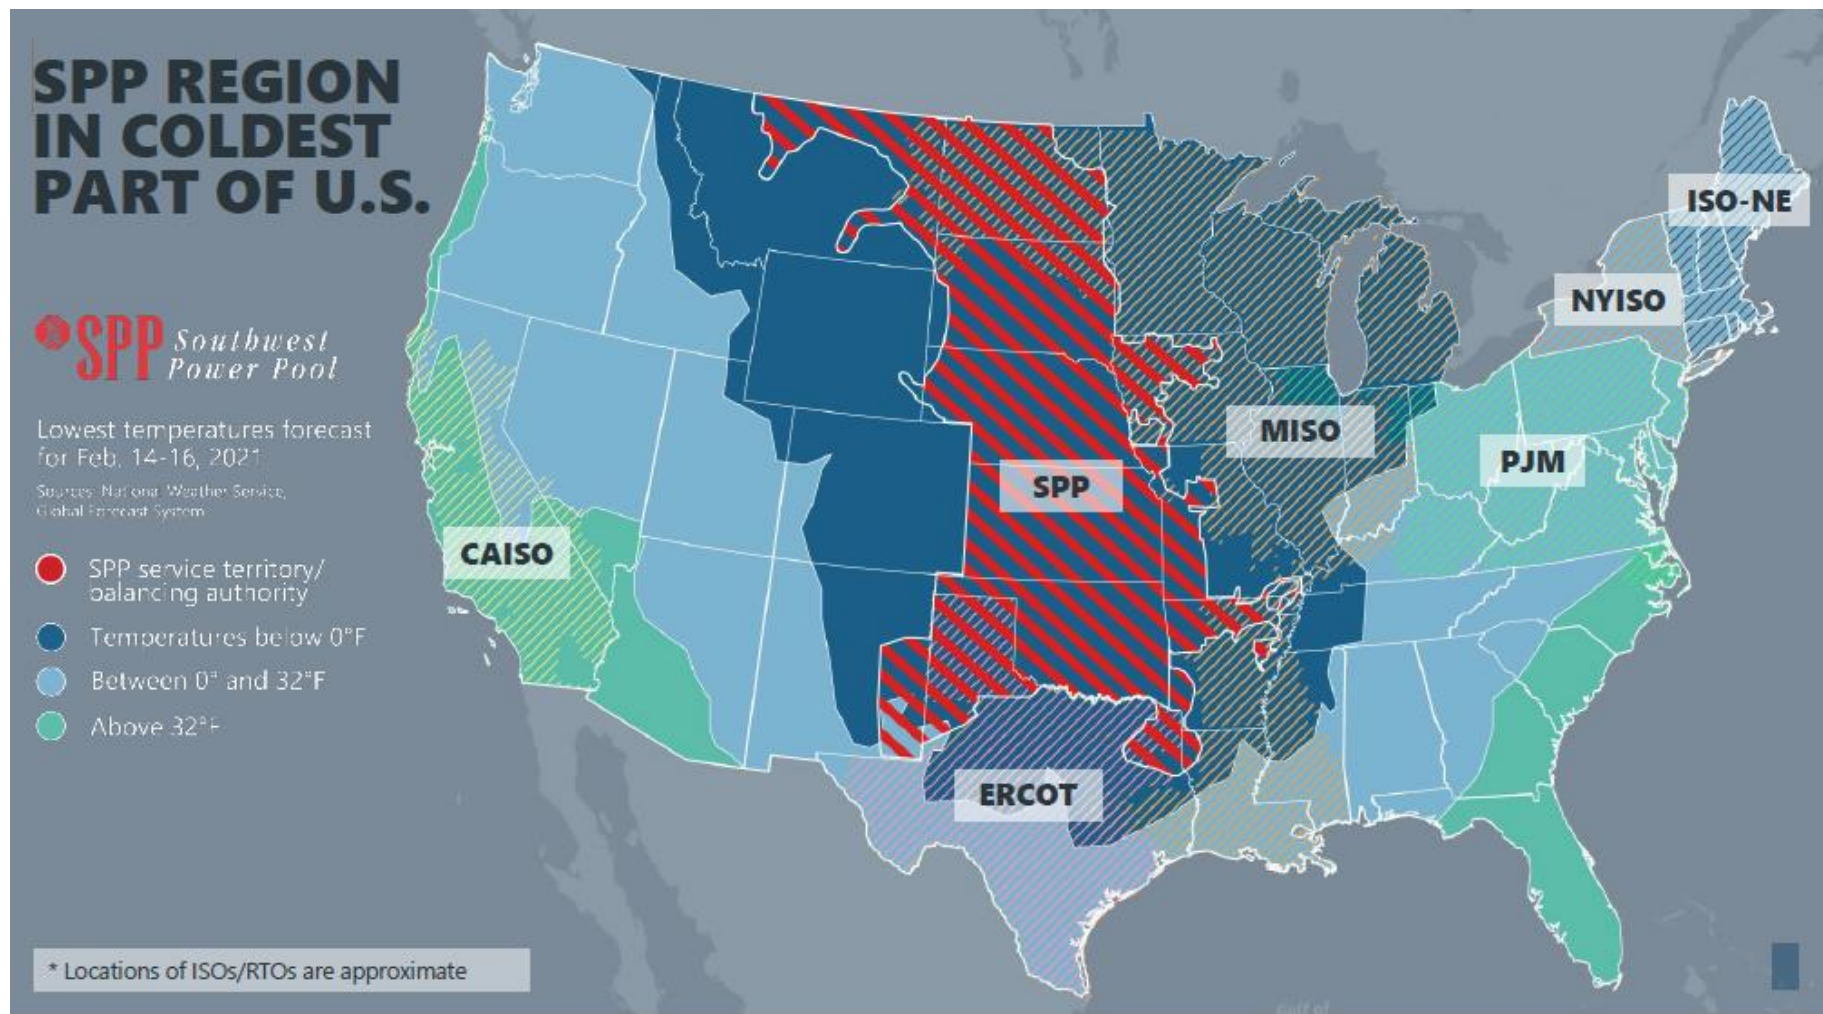 SPP REGION
IN COLDEST
PART OF U.S.
SPP Southwest
Power Pool
Lowest temperatures forecast
for Feb. 14-16, 2021
Sources: National Weather Service,
Global Forecast System
SPP service territory/
balancing authority
Temperatures below 0°F
Between 0° and 32°F
Above 32°F
* Locations of ISOs/RTOs are approximate
CAISO
SPP
ERCOT
MISO
PJM
NYISO
ISO-NE
Gulf of